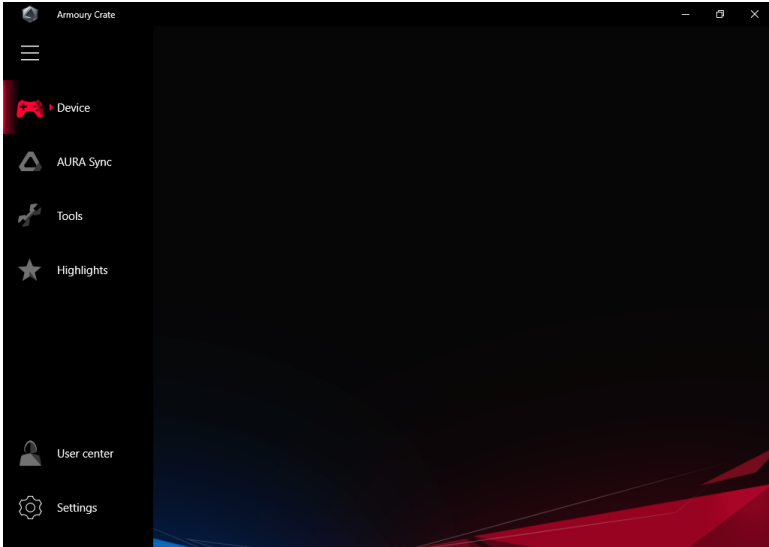 Armoury Crate
Device
AURA Sync
Tools
Highlights
User center
Settings